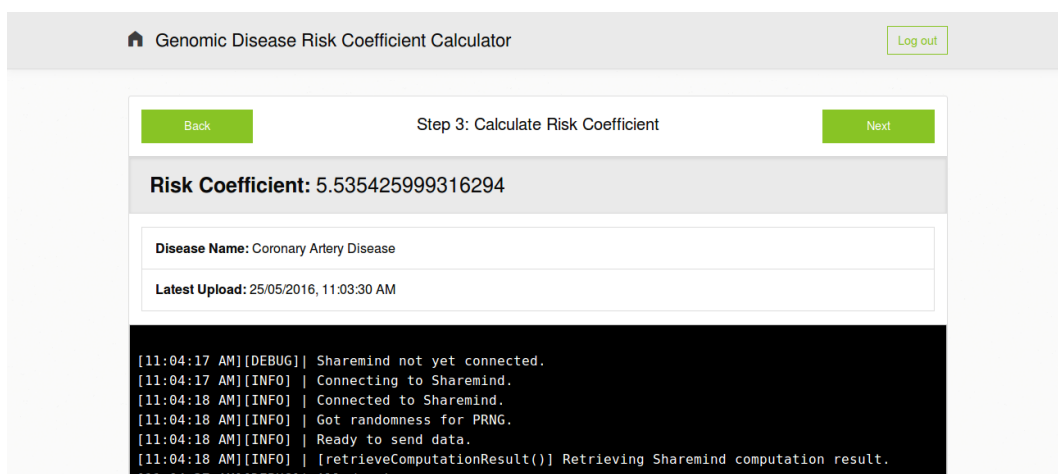 Genomic Disease Risk Coefficient Calculator
Log out
Back
Step 3: Calculate Risk Coefficient
Next
Risk Coefficient: 5.535425999316294
Disease Name: Coronary Artery Disease
Latest Upload: 25/05/2016, 11:03:30 AM
[11:04:17 AM][DEBUG]| Sharemind not yet connected.
[11:04:17 AM][INFO] | Connecting to Sharemind.
[11:04:18 AM][INFO] | Connected to Sharemind.
[11:04:18 AM][INFO] | Got randomness for PRNG.
[11:04:18 AM][INFO] | Ready to send data.
[11:04:18 AM][INFO] | [retrieveComputationResult()] Retrieving Sharemind computation result.